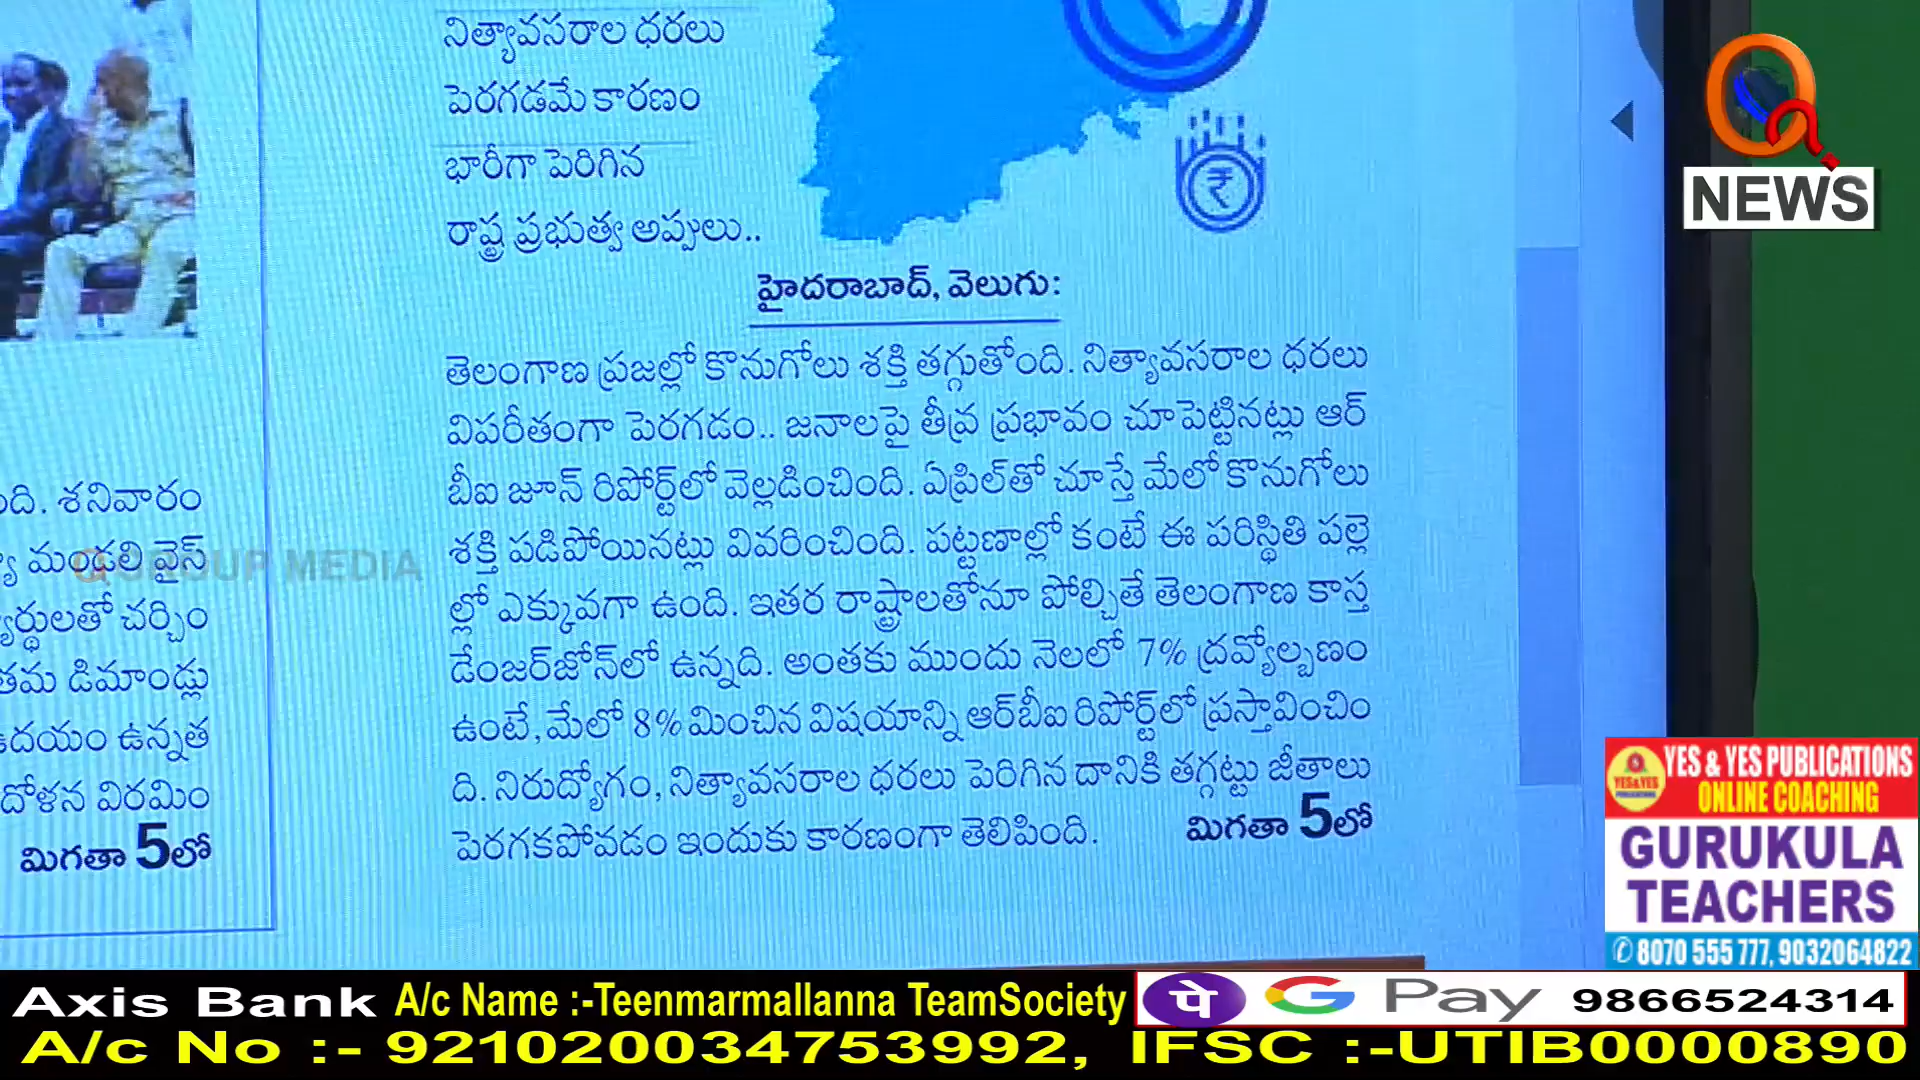 నిత్యావసరాల ధరలు
పెరగడమే కారణం
భారీగా పెరిగిన
రాష్ట్ర ప్రభుత్వ అప్పులు..
హైదరాబాద్, వెలుగు:
తెలంగాణ ప్రజల్లో కొనుగోలు శక్తి తగ్గుతోంది. నిత్యావసరాల ధరలు
విపరీతంగా పెరగడం.. జనాలపై తీవ్ర ప్రభావం చూపెట్టినట్లు ఆర్
బీఐ జూన్ రిపోర్ట్‌లో వెల్లడించింది. ఏప్రిల్‌తో చూస్తే మేలో కొనుగోలు
శక్తి పడిపోయినట్లు వివరించింది. పట్టణాల్లో కంటే ఈ పరిస్థితి పల్లె
ల్లో ఎక్కువగా ఉంది. ఇతర రాష్ట్రాలతోనూ పోల్చితే తెలంగాణ కాస్త
డేంజర్‌జోన్‌లో ఉన్నది. అంతకు ముందు నెలలో 7% ద్రవ్యోల్బణం
ఉంటే, మేలో 8% మించిన విషయాన్ని ఆర్‌బీఐ రిపోర్ట్‌లో ప్రస్తావించిం
ది. నిరుద్యోగం, నిత్యావసరాల ధరలు పెరిగిన దానికి తగ్గట్టు జీతాలు
పెరగకపోవడం ఇందుకు కారణంగా తెలిపింది. మిగతా 5లో
ది. శనివారం
మండలి వైస్
ర్థులతో చర్చిం
తమ డిమాండ్లు
ఉదయం ఉన్నత
దోళన విరమిం
మిగతా 5లో
Q GROUP MEDIA
Q
NEWS
YES & YES PUBLICATIONS
ONLINE COACHING
GURUKULA
TEACHERS
8070 555 777, 9032064822
Axis Bank A/c Name :-Teenmarmallanna TeamSociety
पे G Pay 9866524314
A/c No :- 921020034753992, IFSC :-UTIB0000890